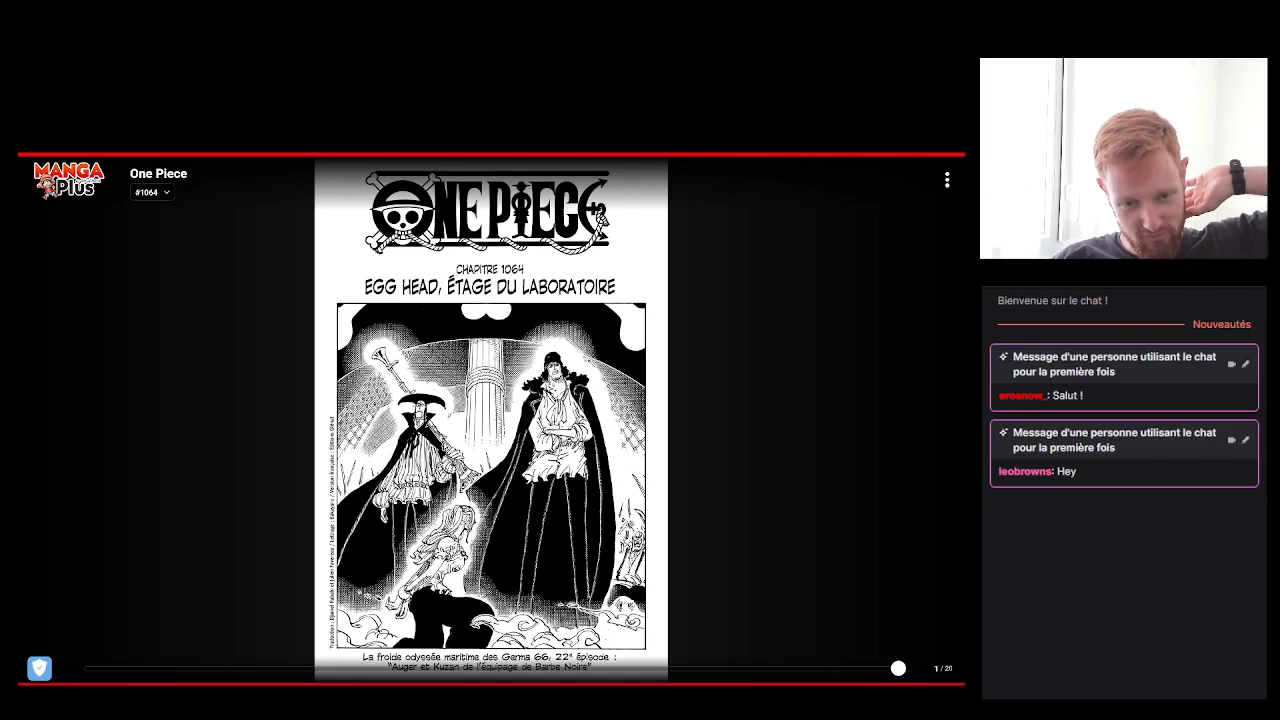 MANGA
Plus
One Piece
#1064
ONE PIECE
CHAPITRE 1064
EGG HEAD, ÉTAGE DU LABORATOIRE
La froide odyssée maritime des Germa 66, 22e épisode :
"Auger et Kuzan de l'équipage de Barbe Noire"
1 / 20
Bienvenue sur le chat !
Nouveautés
Message d'une personne utilisant le chat
pour la première fois
erosnow_: Salut !
Message d'une personne utilisant le chat
pour la première fois
leobrowns: Hey